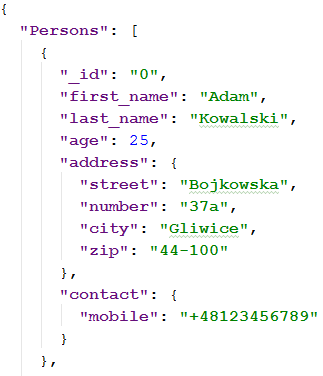 {
"Persons": [
{
"_id": "0",
"first_name": "Adam",
"last_name": "Kowalski",
"age": 25,
"address": {
"street": "Bojkowska",
"number": "37a",
"city": "Gliwice",
"zip": "44-100"
},
"contact": {
"mobile": "+48123456789"
}
},